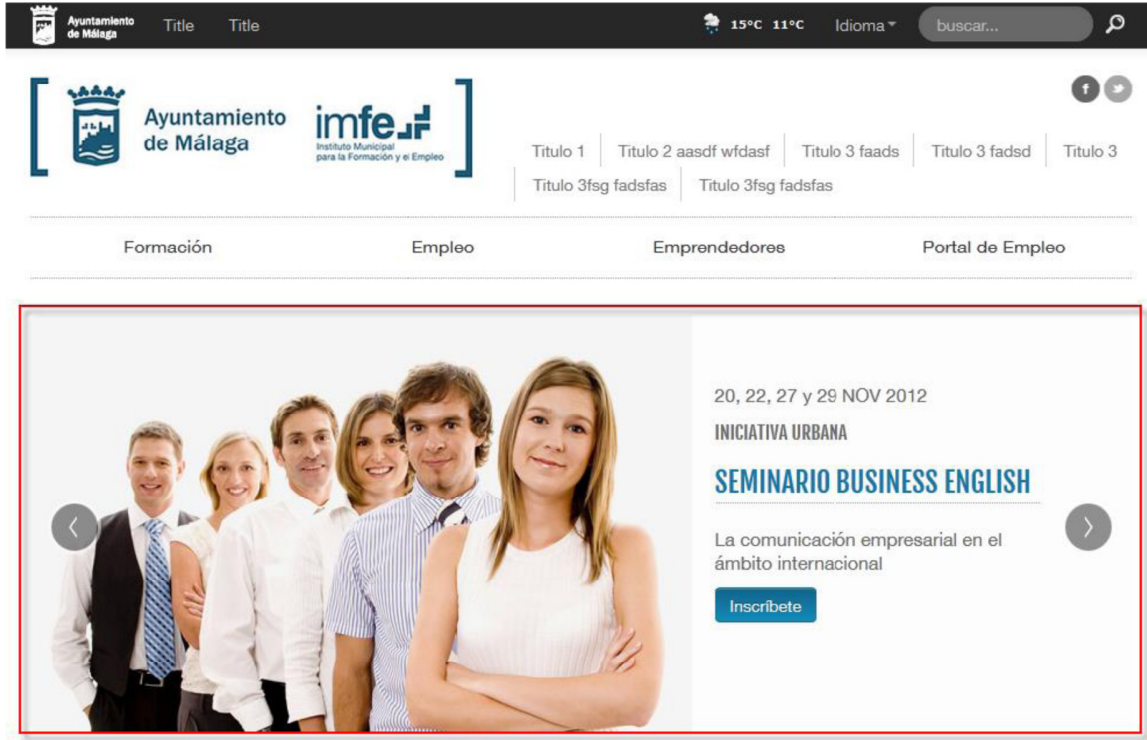 Ayuntamiento
de Málaga
Title Title 15°C 11°C Idioma buscar...
Ayuntamiento
de Málaga
imfe
Instituto Municipal
para la Formación y el Empleo
Titulo 1 Titulo 2 aasdf wfdasf Titulo 3 faads Titulo 3 fadsd Titulo 3
Titulo 3fsg fadsfas Titulo 3fsg fadsfas
Formación Empleo Emprendedores Portal de Empleo
20, 22, 27 y 29 NOV 2012
INICIATIVA URBANA
SEMINARIO BUSINESS ENGLISH
La comunicación empresarial en el
ámbito internacional
Inscríbete